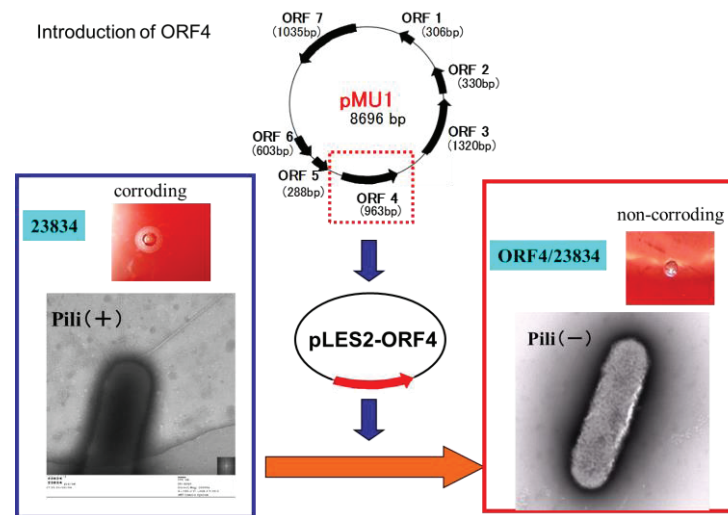 Introduction of ORF4
ORF 7
(1035bp)
ORF 1
(306bp)
ORF 2
(330bp)
pMU1
8696 bp
ORF 3
(1320bp)
ORF 6
(603bp)
ORF 5
(288bp)
ORF 4
(963bp)
corroding
23834
Pili(+)
pLES2-ORF4
non-corroding
ORF4/23834
Pili(-)